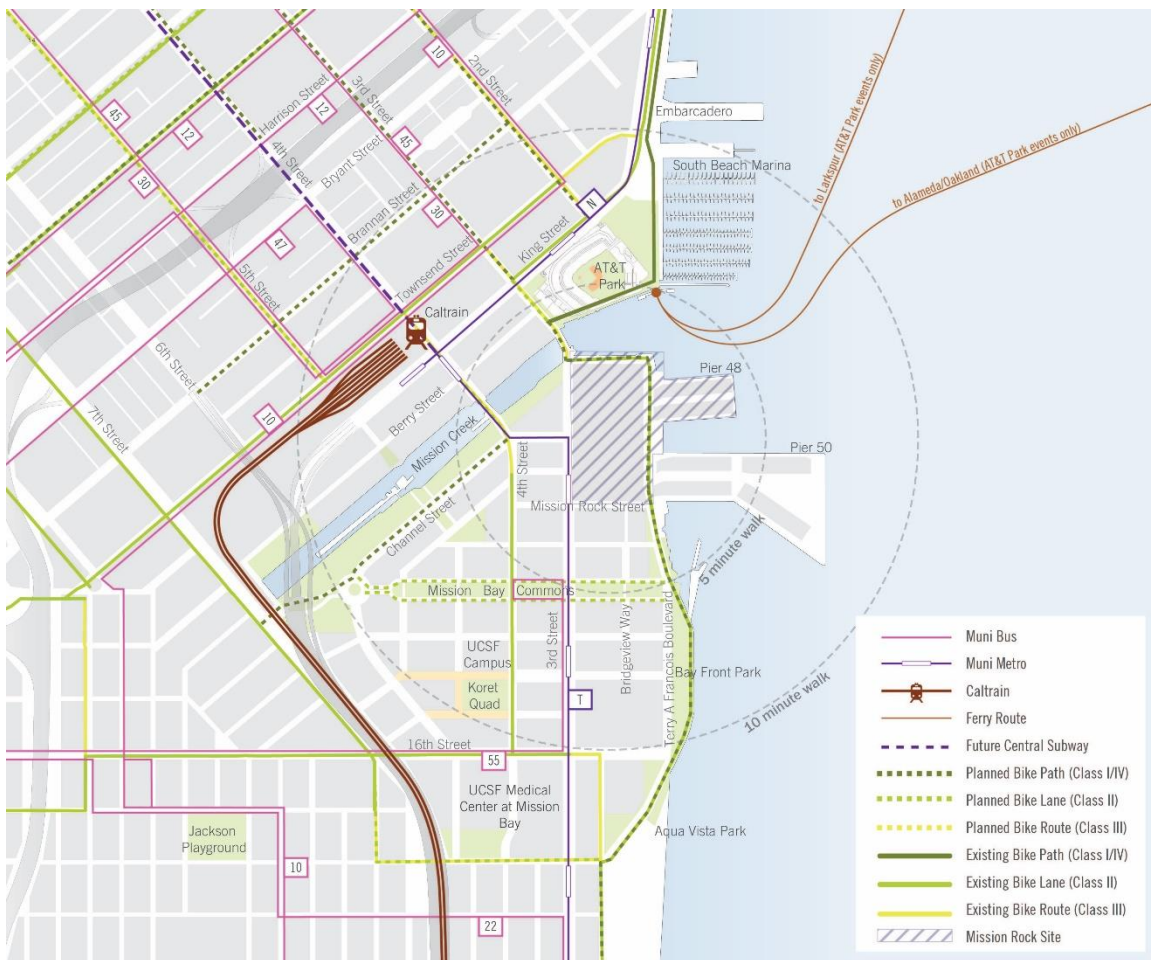 10
2nd Street
3rd Street
12
Harrison Street
45
12
45
4th Street
Bryant Street
30
30
Brannan Street
47
5th Street
6th Street
7th Street
Townsend Street
King Street
N
Embarcadero
South Beach Marina
to Larkspur (AT&T Park events only)
to Alameda/Oakland (AT&T Park events only)
AT&T
Park
Caltrain
10
Berry Street
Mission Creek
Channel Street
4th Street
Pier 48
Pier 50
Mission Rock Street
5 minute walk
10 minute walk
Mission Bay Commons
3rd Street
Bridgeview Way
Terry A Francois Boulevard
Bay Front Park
UCSF
Campus
Koret
Quad
T
16th Street
55
UCSF Medical
Center at Mission
Bay
Aqua Vista Park
Jackson
Playground
10
22
Muni Bus
Muni Metro
Caltrain
Ferry Route
Future Central Subway
Planned Bike Path (Class I/IV)
Planned Bike Lane (Class II)
Planned Bike Route (Class III)
Existing Bike Path (Class I/IV)
Existing Bike Lane (Class II)
Existing Bike Route (Class III)
Mission Rock Site